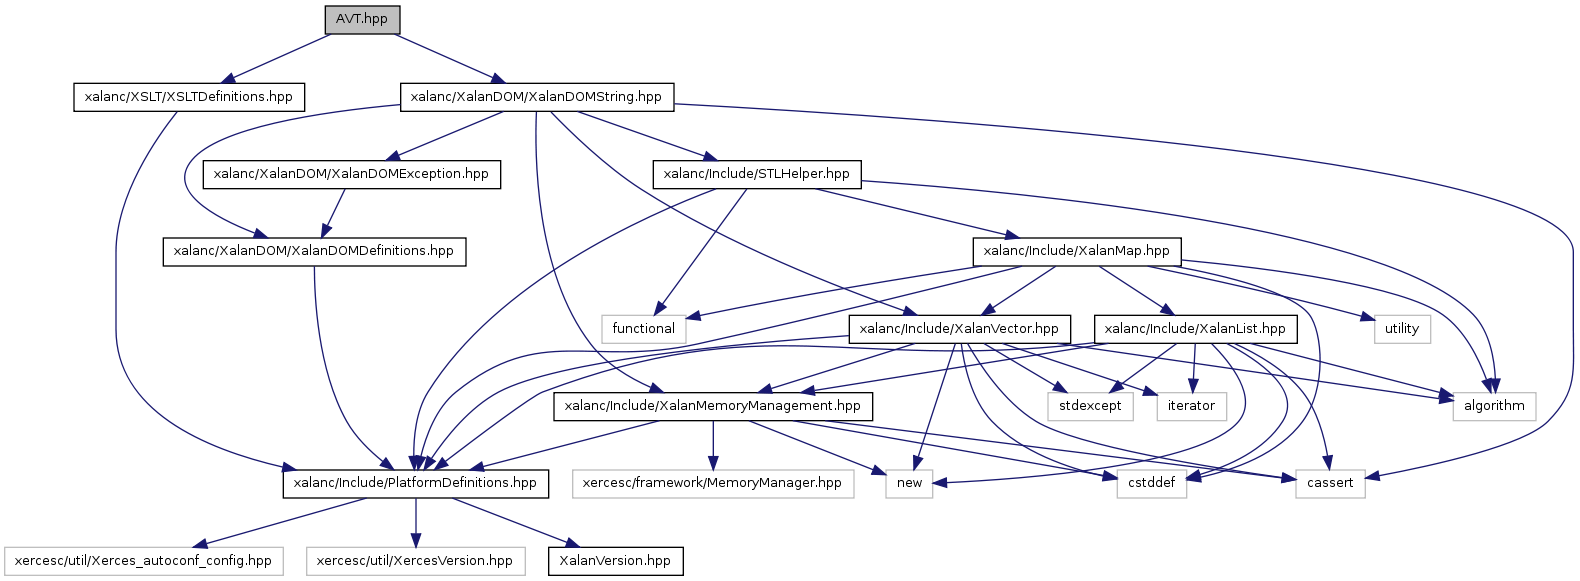 AVT.hpp
xalanc/XSLT/XSLTDefinitions.hpp
xalanc/XalanDOM/XalanDOMString.hpp
xalanc/XalanDOM/XalanDOMException.hpp
xalanc/Include/STLHelper.hpp
xalanc/XalanDOM/XalanDOMDefinitions.hpp
xalanc/Include/XalanMap.hpp
functional
xalanc/Include/XalanVector.hpp
xalanc/Include/XalanList.hpp
utility
xalanc/Include/XalanMemoryManagement.hpp
stdexcept
iterator
algorithm
xalanc/Include/PlatformDefinitions.hpp
xercesc/framework/MemoryManager.hpp
new
cstddef
cassert
xercesc/util/Xerces_autoconf_config.hpp
xercesc/util/XercesVersion.hpp
XalanVersion.hpp